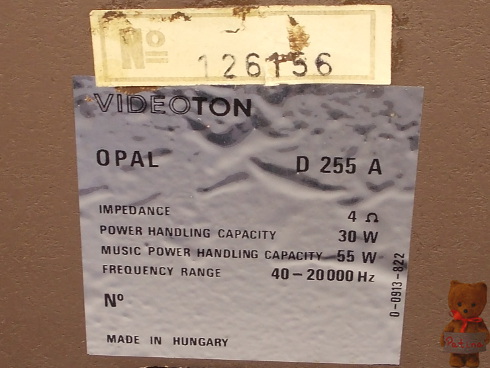 Nº
126156
VIDEOTON
OPAL D 255 A
IMPEDANCE 4 Ω
POWER HANDLING CAPACITY 30 W
MUSIC POWER HANDLING CAPACITY 55 W
FREQUENCY RANGE 40–20000 Hz
Nº
MADE IN HUNGARY
0-0913-822